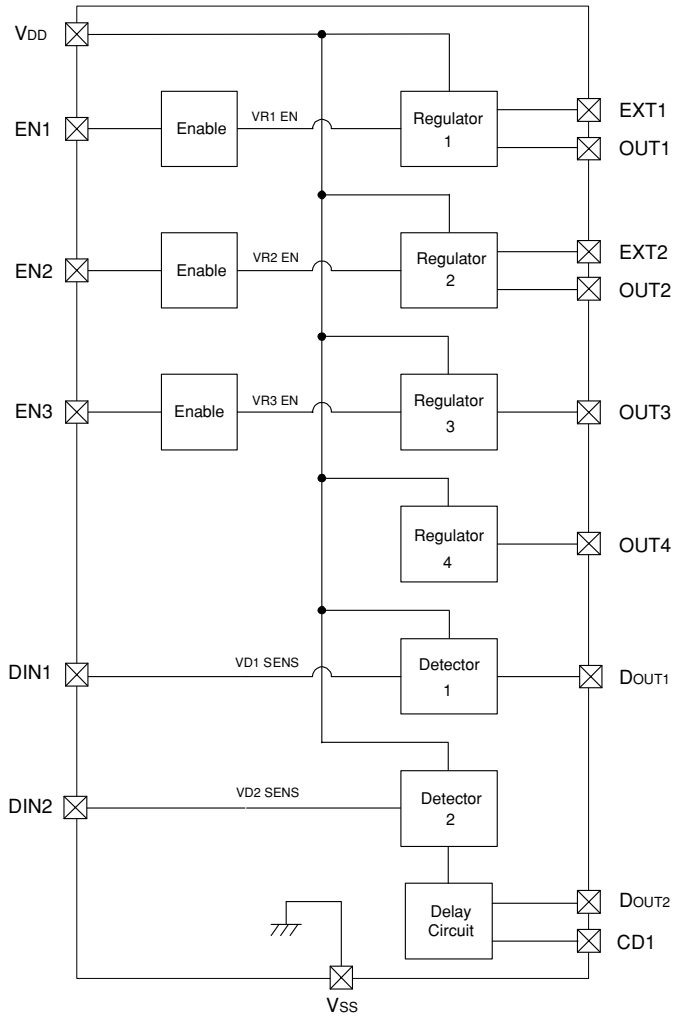 VDD
EN1
Enable
VR1 EN
Regulator
1
EXT1
OUT1
EN2
Enable
VR2 EN
Regulator
2
EXT2
OUT2
EN3
Enable
VR3 EN
Regulator
3
OUT3
Regulator
4
OUT4
DIN1
VD1 SENS
Detector
1
DOUT1
DIN2
VD2 SENS
Detector
2
Delay
Circuit
DOUT2
CD1
VSS